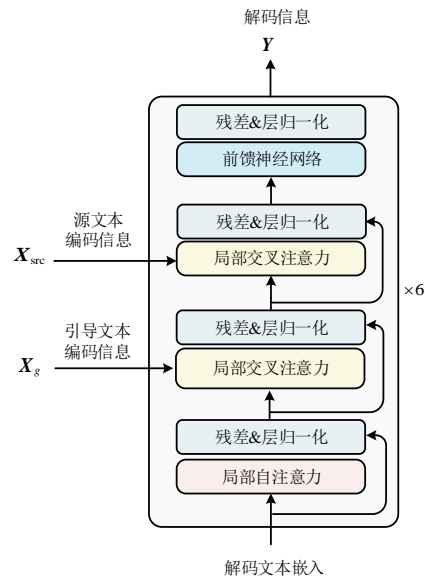 解码信息
Y
残差&层归一化
前馈神经网络
残差&层归一化
源文本
编码信息
X_src
局部交叉注意力
×6
残差&层归一化
引导文本
编码信息
X_g
局部交叉注意力
残差&层归一化
局部自注意力
解码文本嵌入